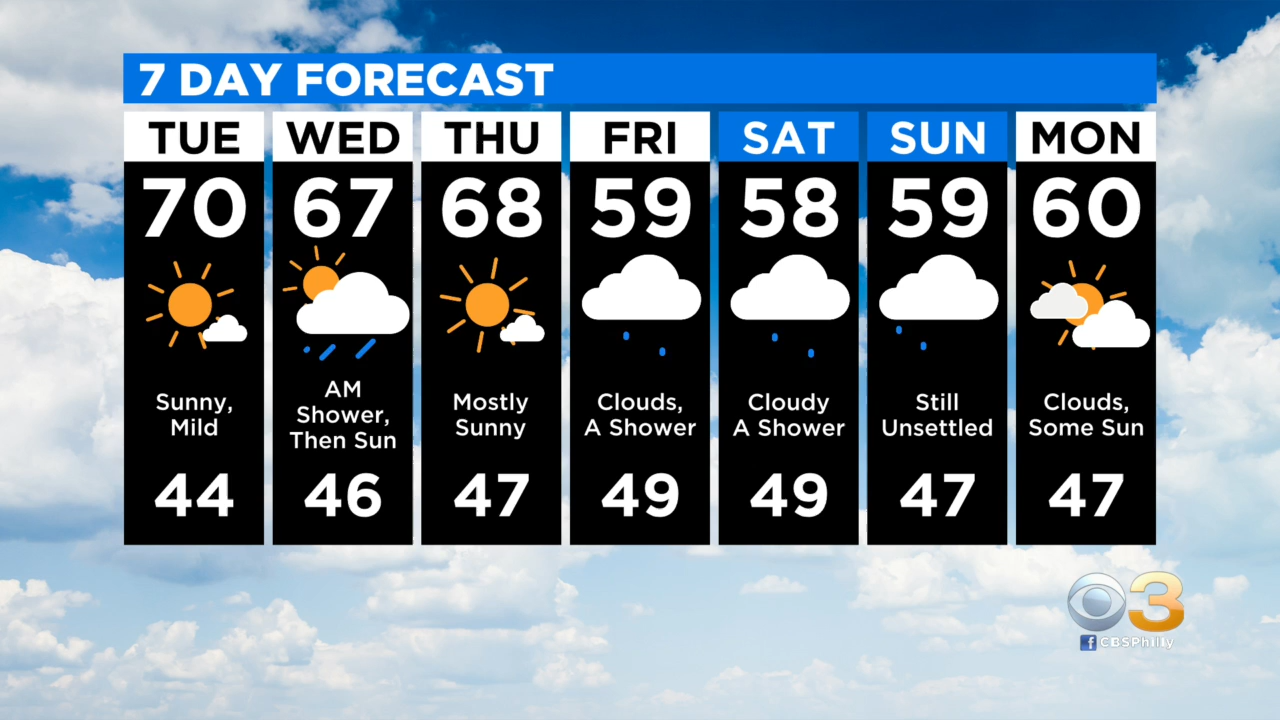 7 DAY FORECAST
TUE
70
Sunny,
Mild
44
WED
67
AM
Shower,
Then Sun
46
THU
68
Mostly
Sunny
47
FRI
59
Clouds,
A Shower
49
SAT
58
Cloudy
A Shower
49
SUN
59
Still
Unsettled
47
MON
60
Clouds,
Some Sun
47
3
f CBSPhilly